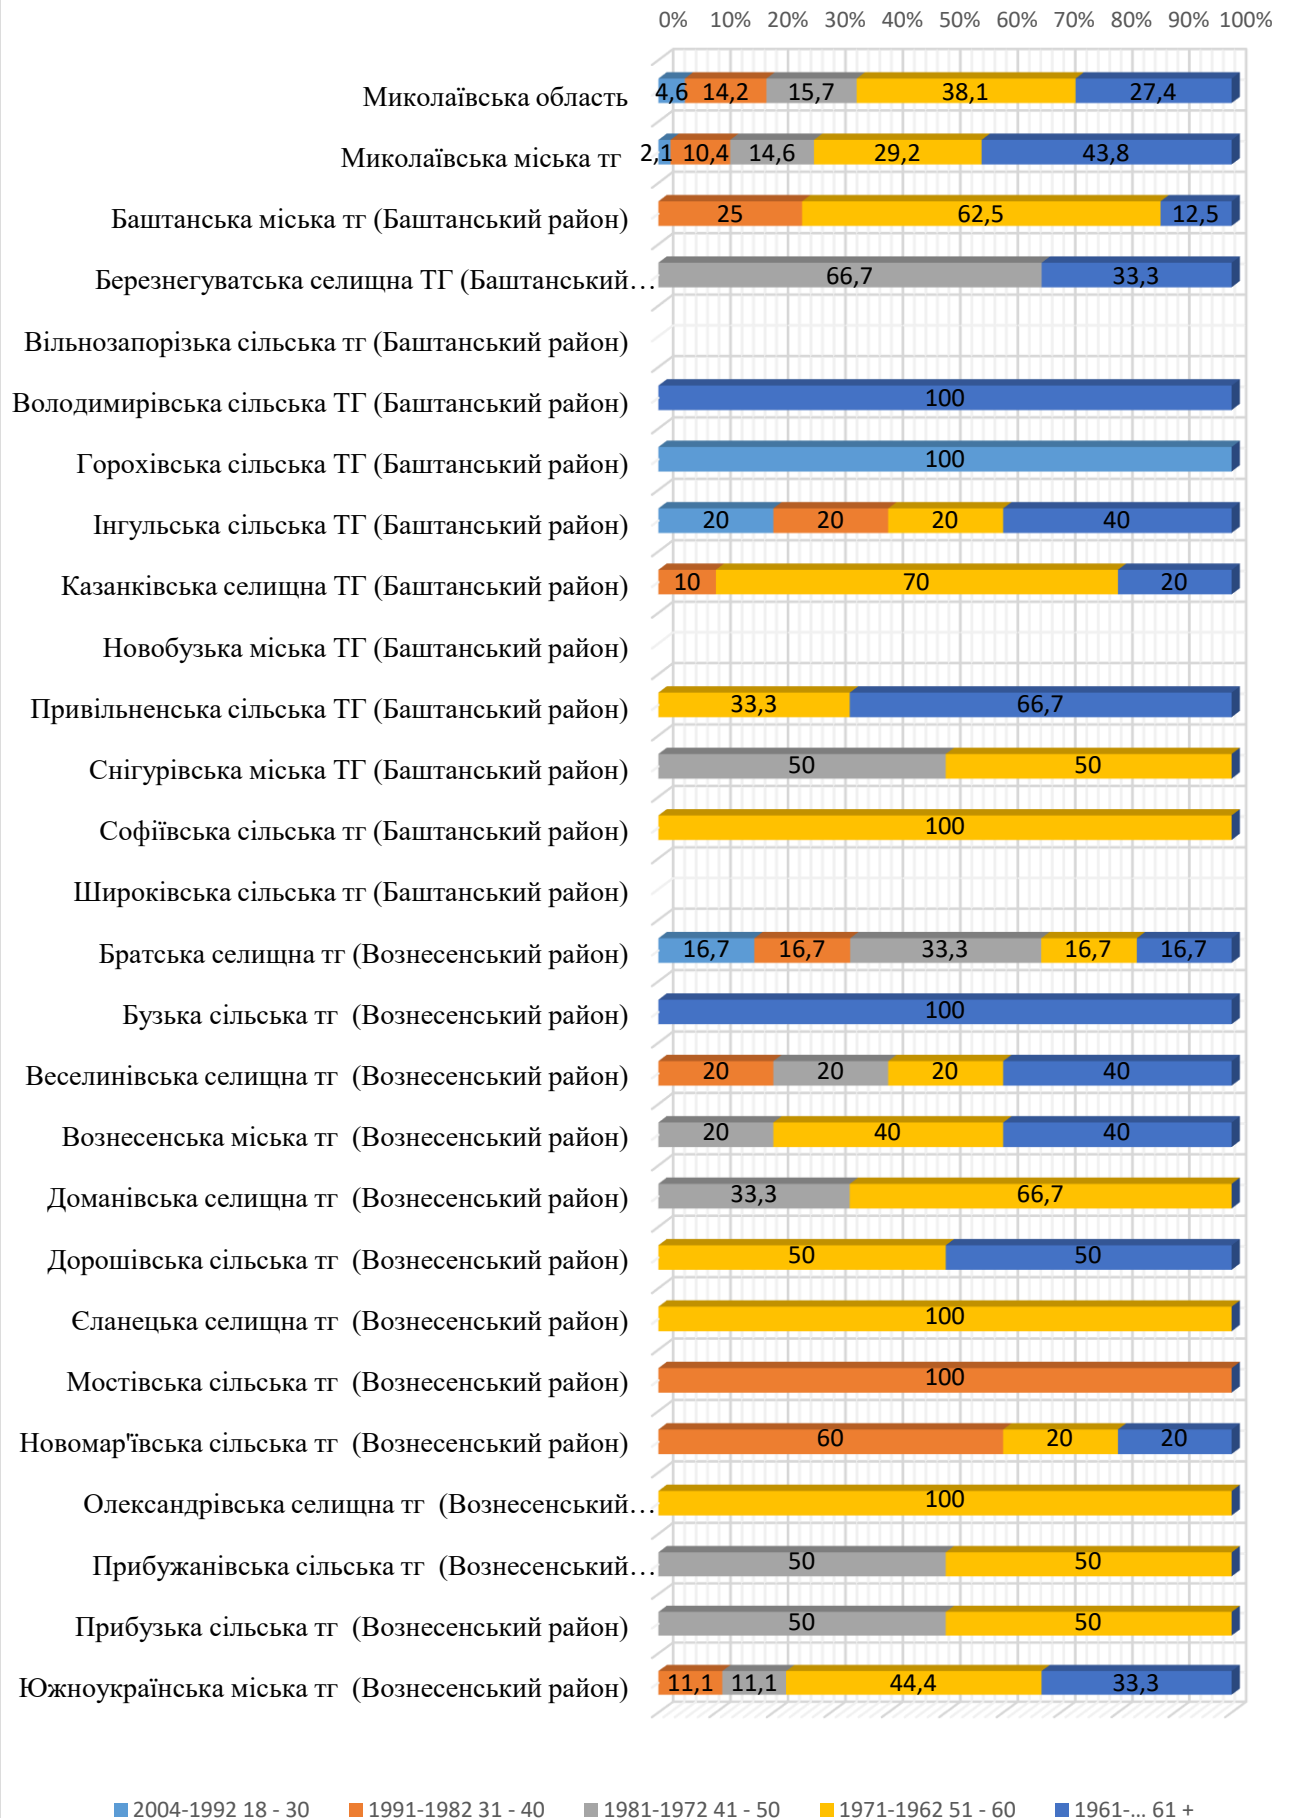 0% 10% 20% 30% 40% 50% 60% 70% 80% 90% 100%
Миколаївська область 4,6 14,2 15,7 38,1 27,4
Миколаївська міська тг 2,1 10,4 14,6 29,2 43,8
Баштанська міська тг (Баштанський район) 25 62,5 12,5
Березнегуватська селищна ТГ (Баштанський… 66,7 33,3
Вільнозапорізька сільська тг (Баштанський район)
Володимирівська сільська ТГ (Баштанський район) 100
Горохівська сільська ТГ (Баштанський район) 100
Інгульська сільська ТГ (Баштанський район) 20 20 20 40
Казанківська селищна ТГ (Баштанський район) 10 70 20
Новобузька міська ТГ (Баштанський район)
Привільненська сільська ТГ (Баштанський район) 33,3 66,7
Снігурівська міська ТГ (Баштанський район) 50 50
Софіївська сільська тг (Баштанський район) 100
Широківська сільська тг (Баштанський район)
Братська селищна тг (Вознесенський район) 16,7 16,7 33,3 16,7 16,7
Бузька сільська тг (Вознесенський район) 100
Веселинівська селищна тг (Вознесенський район) 20 20 20 40
Вознесенська міська тг (Вознесенський район) 20 40 40
Доманівська селищна тг (Вознесенський район) 33,3 66,7
Дорошівська сільська тг (Вознесенський район) 50 50
Єланецька селищна тг (Вознесенський район) 100
Мостівська сільська тг (Вознесенський район) 100
Новомар'ївська сільська тг (Вознесенський район) 60 20 20
Олександрівська селищна тг (Вознесенський… 100
Прибужанівська сільська тг (Вознесенський… 50 50
Прибузька сільська тг (Вознесенський район) 50 50
Южноукраїнська міська тг (Вознесенський район) 11,1 11,1 44,4 33,3
2004-1992 18 - 30 1991-1982 31 - 40 1981-1972 41 - 50 1971-1962 51 - 60 1961-... 61 +